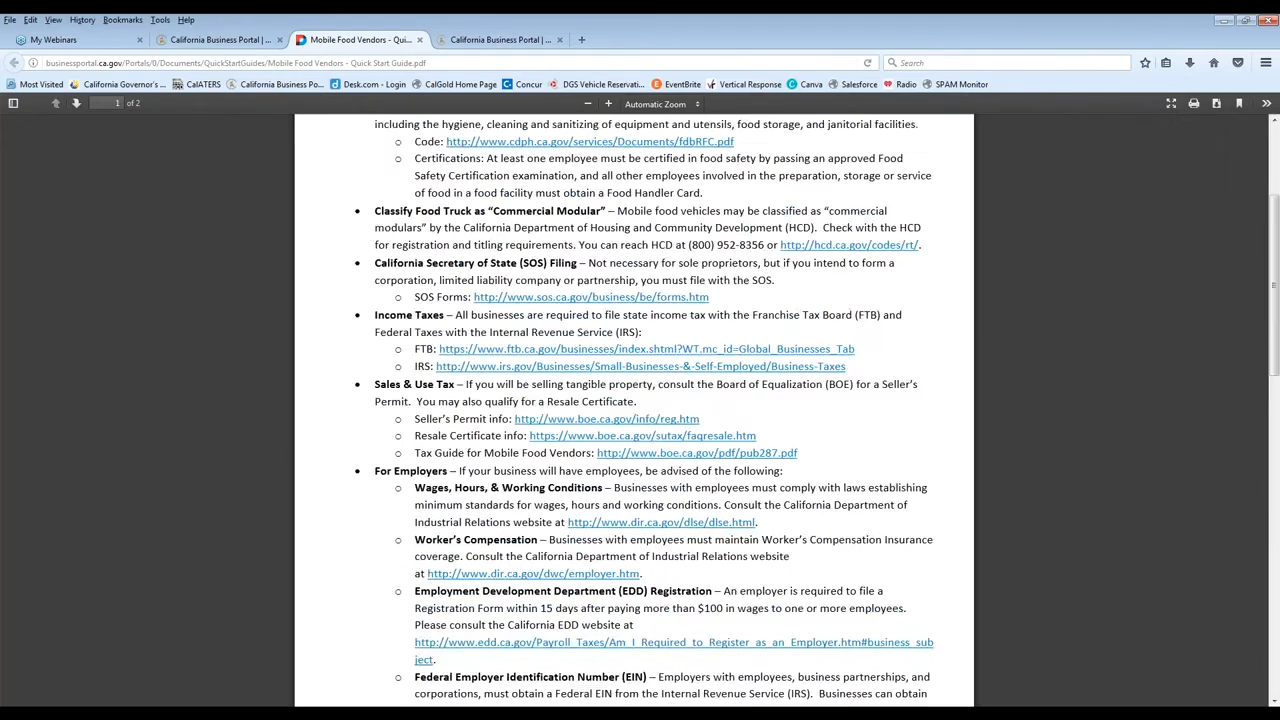 File Edit View History Bookmarks Tools Help
My Webinars × California Business Portal | ... × Mobile Food Vendors - Qui... × California Business Portal | ... × +
businessportal.ca.gov/Portals/0/Documents/QuickStartGuides/Mobile Food Vendors - Quick Start Guide.pdf Search
Most Visited California Governor's ... CalATERS California Business Po... Desk.com - Login CalGold Home Page Concur DGS Vehicle Reservati... EventBrite Vertical Response Canva Salesforce Radio SPAM Monitor
1 of 2 − + Automatic Zoom
including the hygiene, cleaning and sanitizing of equipment and utensils, food storage, and janitorial facilities.
o Code: http://www.cdph.ca.gov/services/Documents/fdbRFC.pdf
o Certifications: At least one employee must be certified in food safety by passing an approved Food
Safety Certification examination, and all other employees involved in the preparation, storage or service
of food in a food facility must obtain a Food Handler Card.
• Classify Food Truck as “Commercial Modular” – Mobile food vehicles may be classified as “commercial
modulars” by the California Department of Housing and Community Development (HCD). Check with the HCD
for registration and titling requirements. You can reach HCD at (800) 952-8356 or http://hcd.ca.gov/codes/rt/.
• California Secretary of State (SOS) Filing – Not necessary for sole proprietors, but if you intend to form a
corporation, limited liability company or partnership, you must file with the SOS.
o SOS Forms: http://www.sos.ca.gov/business/be/forms.htm
• Income Taxes – All businesses are required to file state income tax with the Franchise Tax Board (FTB) and
Federal Taxes with the Internal Revenue Service (IRS):
o FTB: https://www.ftb.ca.gov/businesses/index.shtml?WT.mc_id=Global_Businesses_Tab
o IRS: http://www.irs.gov/Businesses/Small-Businesses-&-Self-Employed/Business-Taxes
• Sales & Use Tax – If you will be selling tangible property, consult the Board of Equalization (BOE) for a Seller’s
Permit. You may also qualify for a Resale Certificate.
o Seller’s Permit info: http://www.boe.ca.gov/info/reg.htm
o Resale Certificate info: https://www.boe.ca.gov/sutax/faqresale.htm
o Tax Guide for Mobile Food Vendors: http://www.boe.ca.gov/pdf/pub287.pdf
• For Employers – If your business will have employees, be advised of the following:
o Wages, Hours, & Working Conditions – Businesses with employees must comply with laws establishing
minimum standards for wages, hours and working conditions. Consult the California Department of
Industrial Relations website at http://www.dir.ca.gov/dlse/dlse.html.
o Worker’s Compensation – Businesses with employees must maintain Worker’s Compensation Insurance
coverage. Consult the California Department of Industrial Relations website
at http://www.dir.ca.gov/dwc/employer.htm.
o Employment Development Department (EDD) Registration – An employer is required to file a
Registration Form within 15 days after paying more than $100 in wages to one or more employees.
Please consult the California EDD website at
http://www.edd.ca.gov/Payroll_Taxes/Am_I_Required_to_Register_as_an_Employer.htm#business_sub
ject.
o Federal Employer Identification Number (EIN) – Employers with employees, business partnerships, and
corporations, must obtain a Federal EIN from the Internal Revenue Service (IRS). Businesses can obtain